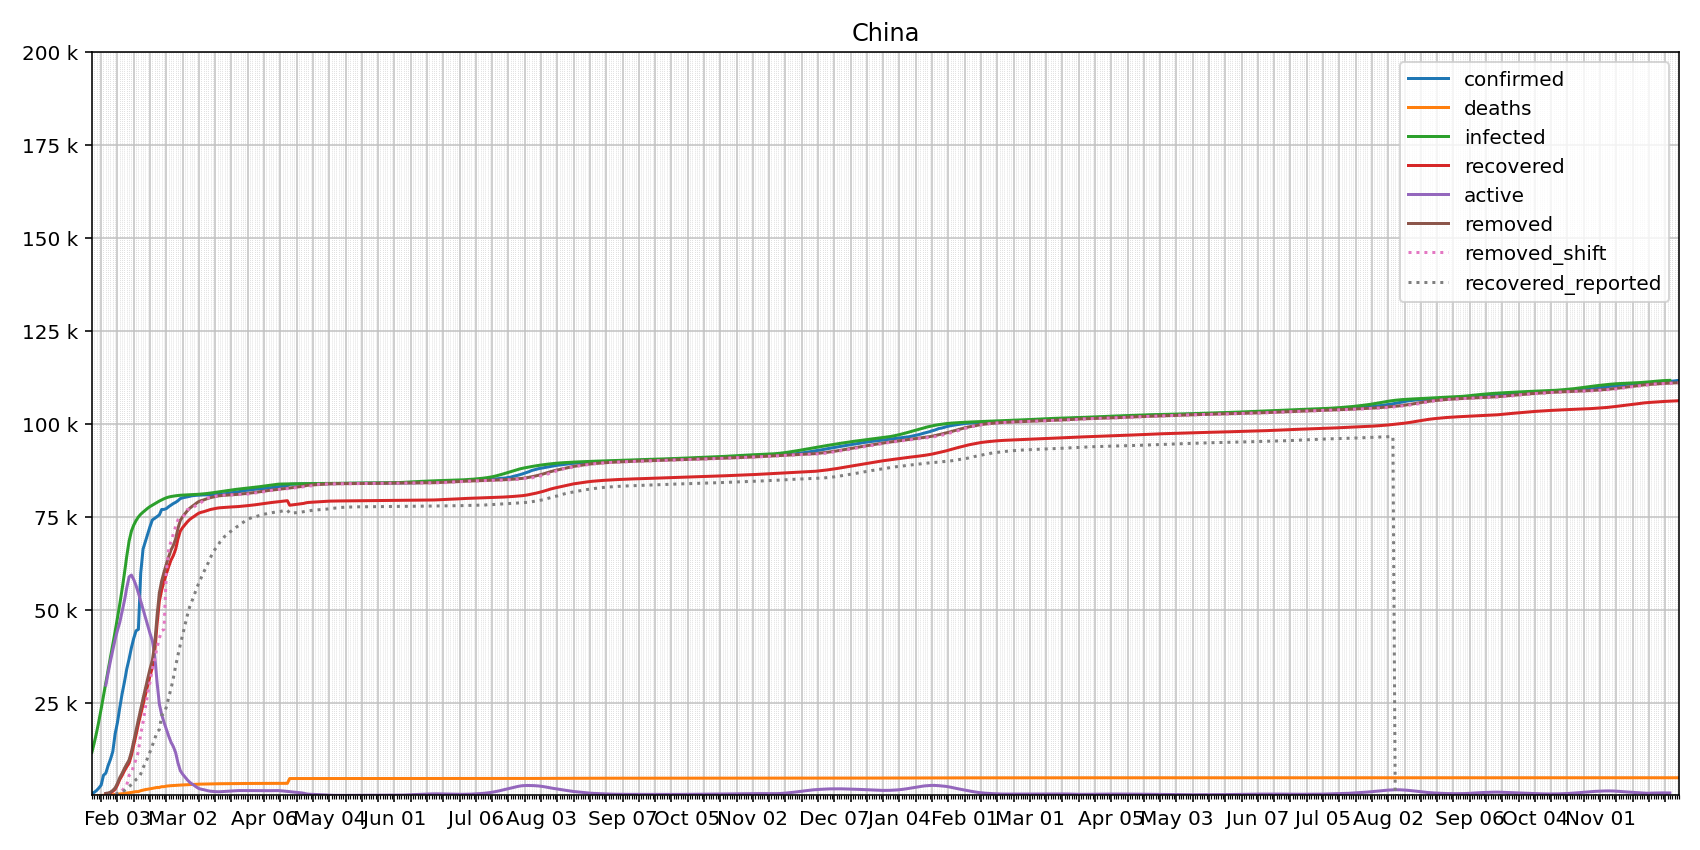 China
200 k
175 k
150 k
125 k
100 k
75 k
50 k
25 k
confirmed
deaths
infected
recovered
active
removed
removed_shift
recovered_reported
Feb 03 Mar 02 Apr 06 May 04 Jun 01 Jul 06 Aug 03 Sep 07 Oct 05 Nov 02 Dec 07 Jan 04 Feb 01 Mar 01 Apr 05 May 03 Jun 07 Jul 05 Aug 02 Sep 06 Oct 04 Nov 01